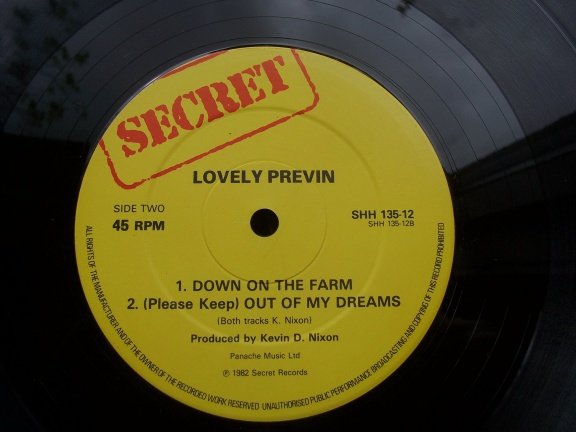 SECRET
LOVELY PREVIN
SIDE TWO
45 RPM
SHH 135-12
SHH 135-12B
1. DOWN ON THE FARM
2. (Please Keep) OUT OF MY DREAMS
(Both tracks K. Nixon)
Produced by Kevin D. Nixon
Panache Music Ltd
℗ 1982 Secret Records
ALL RIGHTS OF THE MANUFACTURER AND OF THE OWNER OF THE RECORDED WORK RESERVED UNAUTHORISED PUBLIC PERFORMANCE BROADCASTING AND COPYING OF THIS RECORD PROHIBITED